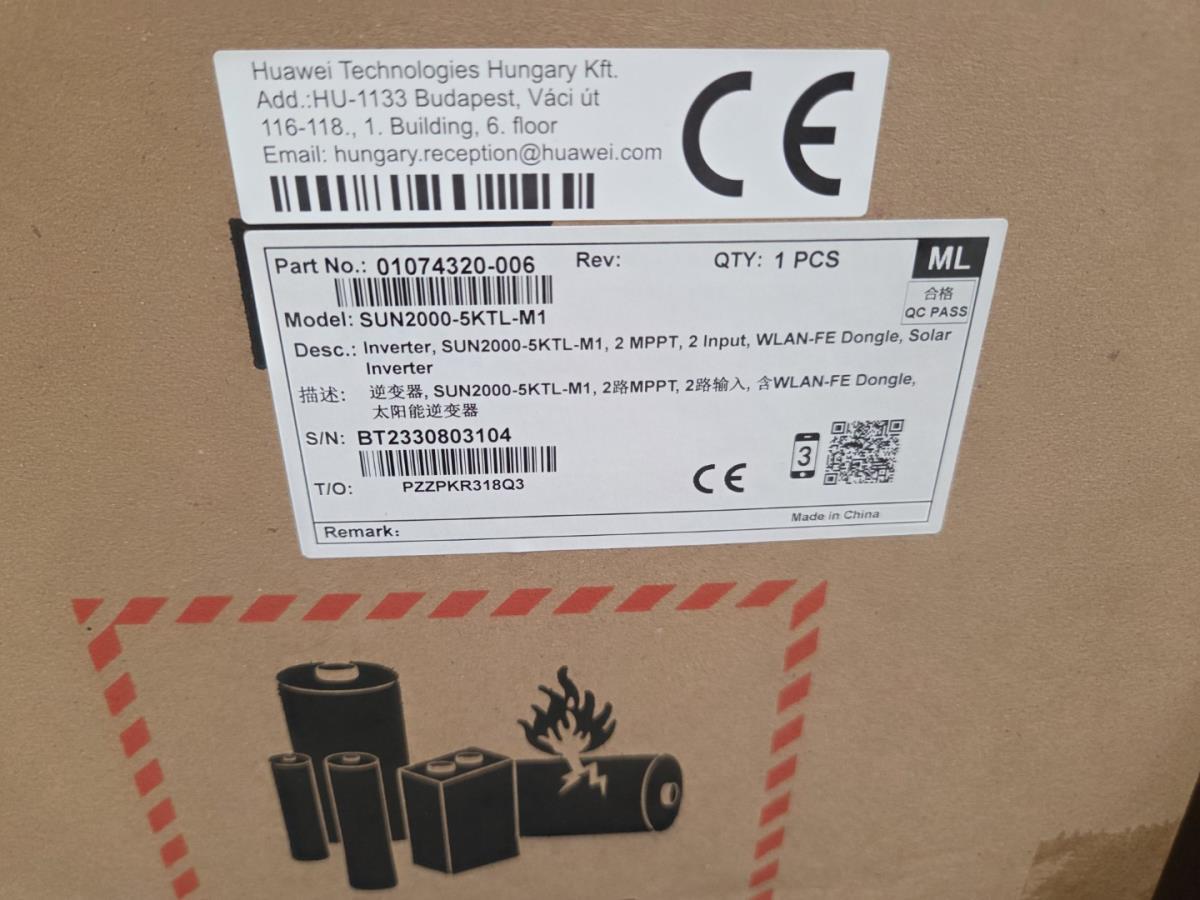 Huawei Technologies Hungary Kft.
Add.:HU-1133 Budapest, Váci út
116-118., 1. Building, 6. floor
Email: hungary.reception@huawei.com
CE
Part No.: 01074320-006 Rev: QTY: 1 PCS ML
合格
QC PASS
Model: SUN2000-5KTL-M1
Desc.: Inverter, SUN2000-5KTL-M1, 2 MPPT, 2 Input, WLAN-FE Dongle, Solar
Inverter
描述: 逆变器, SUN2000-5KTL-M1, 2路MPPT, 2路输入, 含WLAN-FE Dongle,
太阳能逆变器
S/N: BT2330803104
T/O: PZZPKR318Q3
CE
3
Made in China
Remark: